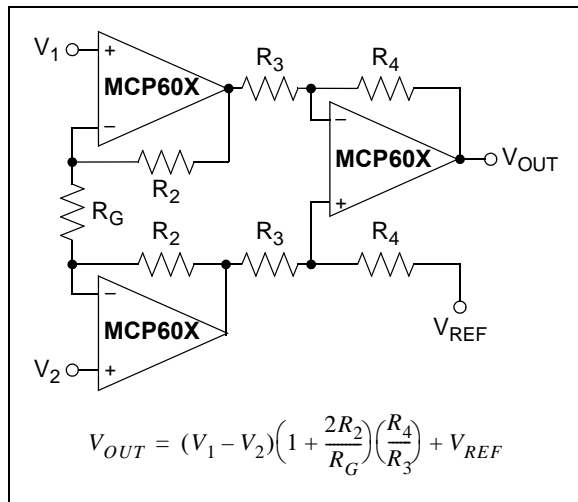 V1
MCP60X
R3
R4
R2
MCP60X
VOUT
RG
R2
R3
R4
MCP60X
V2
VREF
VOUT = (V1 – V2)(1 + 2R2/RG)(R4/R3) + VREF